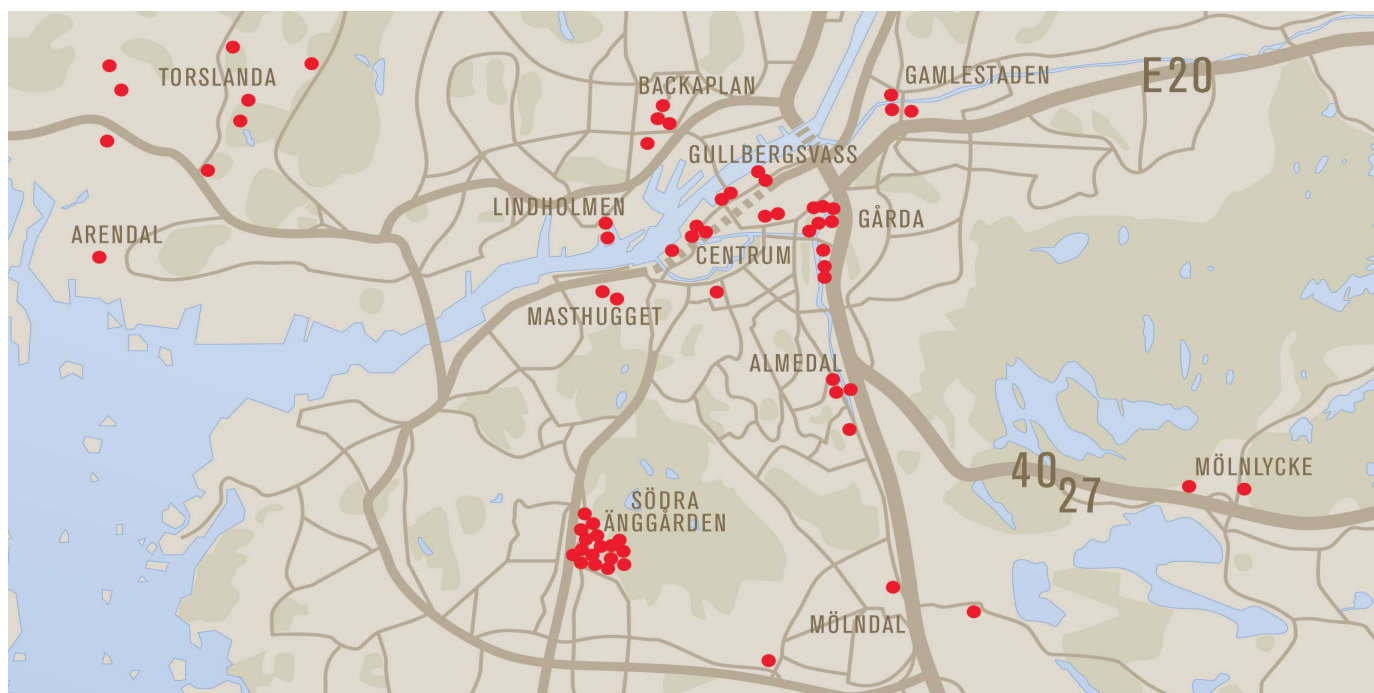 E20
TORSLANDA
BACKAPLAN
GAMLESTADEN
GULLBERGSVASS
LINDHOLMEN
GÅRDA
ARENDAL
CENTRUM
MASTHUGGET
ALMEDAL
40
27
MÖLNLYCKE
SÖDRA
ÄNGGÅRDEN
MÖLNDAL